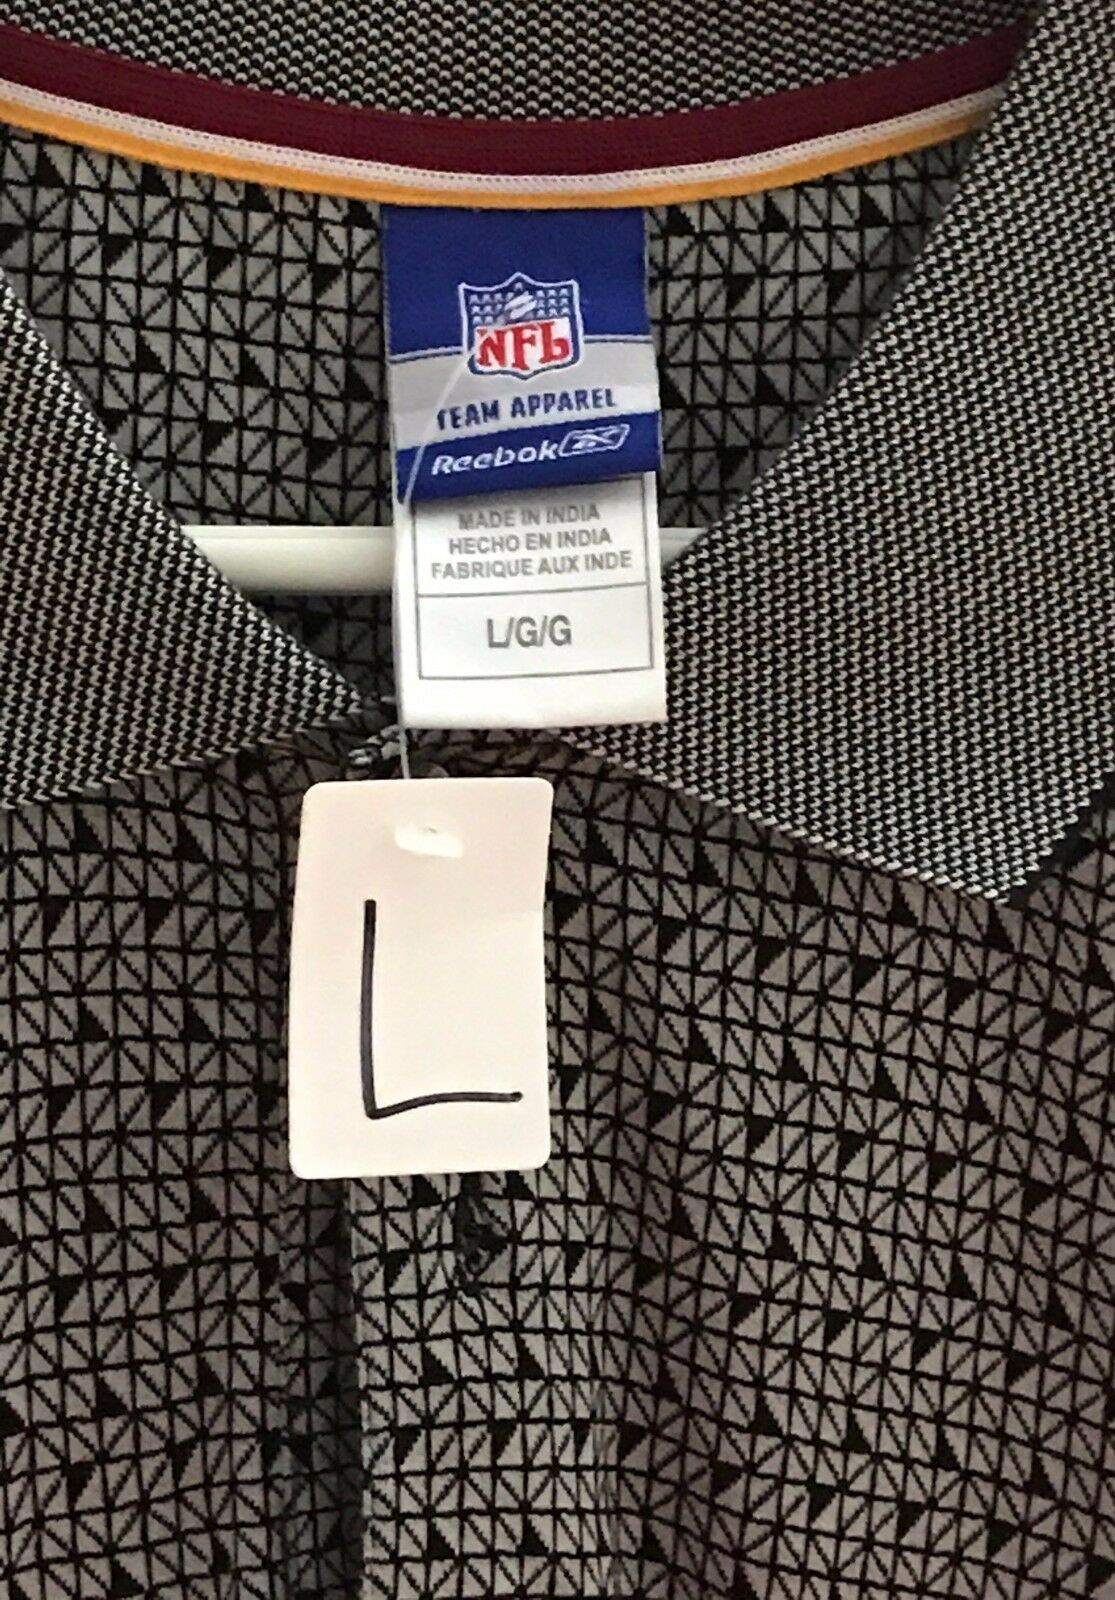 NFL
TEAM APPAREL
Reebok
MADE IN INDIA
HECHO EN INDIA
FABRIQUE AUX INDE
L/G/G
L